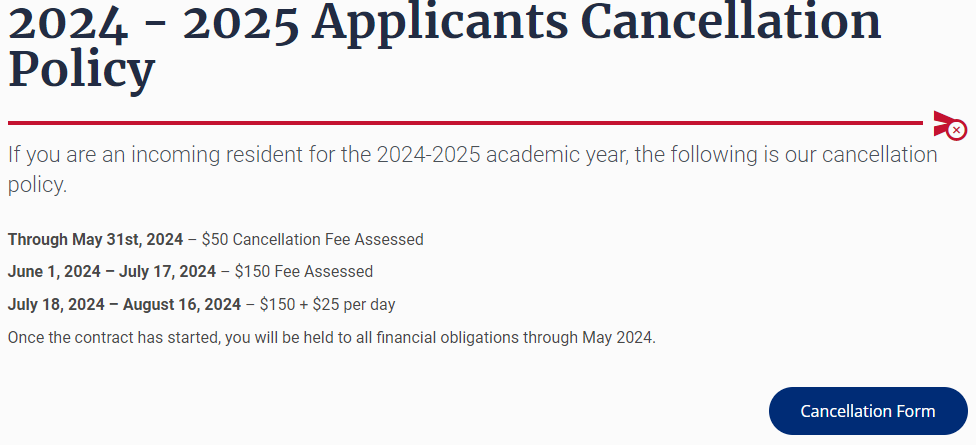 2024 - 2025 Applicants Cancellation
Policy
If you are an incoming resident for the 2024-2025 academic year, the following is our cancellation
policy.
Through May 31st, 2024 – $50 Cancellation Fee Assessed
June 1, 2024 – July 17, 2024 – $150 Fee Assessed
July 18, 2024 – August 16, 2024 – $150 + $25 per day
Once the contract has started, you will be held to all financial obligations through May 2024.
Cancellation Form